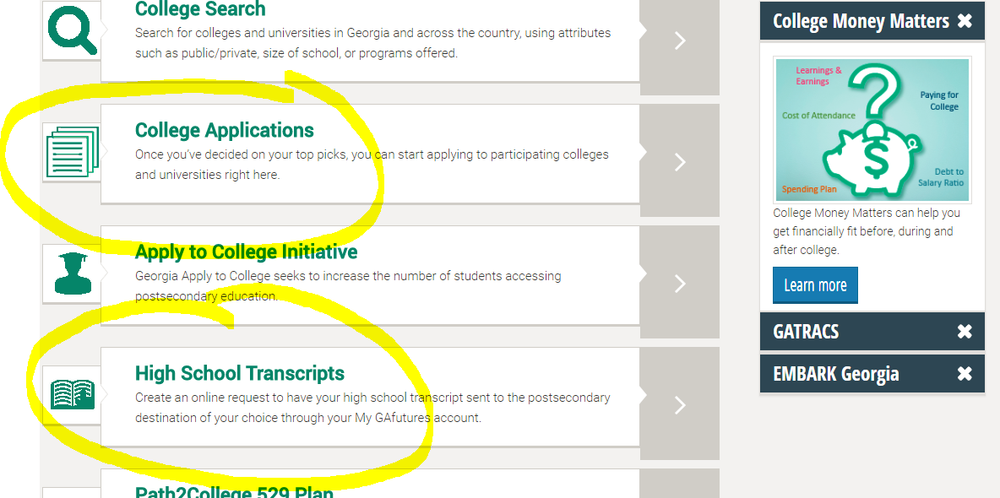 College Search
Search for colleges and universities in Georgia and across the country, using attributes
such as public/private, size of school, or programs offered.
College Applications
Once you've decided on your top picks, you can start applying to participating colleges
and universities right here.
Apply to College Initiative
Georgia Apply to College seeks to increase the number of students accessing
postsecondary education.
High School Transcripts
Create an online request to have your high school transcript sent to the postsecondary
destination of your choice through your My GAfutures account.
Path2College 529 Plan
College Money Matters
Learnings &
Earnings
Paying for
College
Cost of Attendance
Debt to
Salary Ratio
Spending Plan
College Money Matters can help you
get financially fit before, during and
after college.
Learn more
GATRACS
EMBARK Georgia